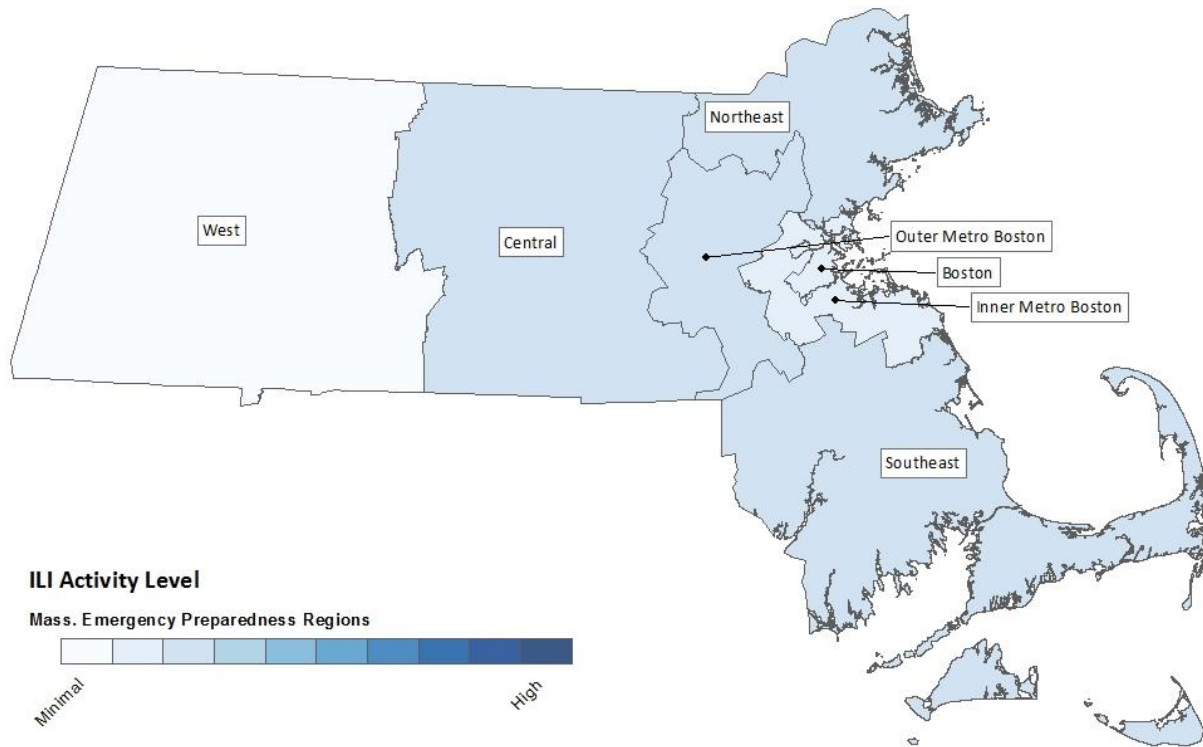 Northeast
West
Central
Outer Metro Boston
Boston
Inner Metro Boston
Southeast
ILI Activity Level
Mass. Emergency Preparedness Regions
Minimal
High